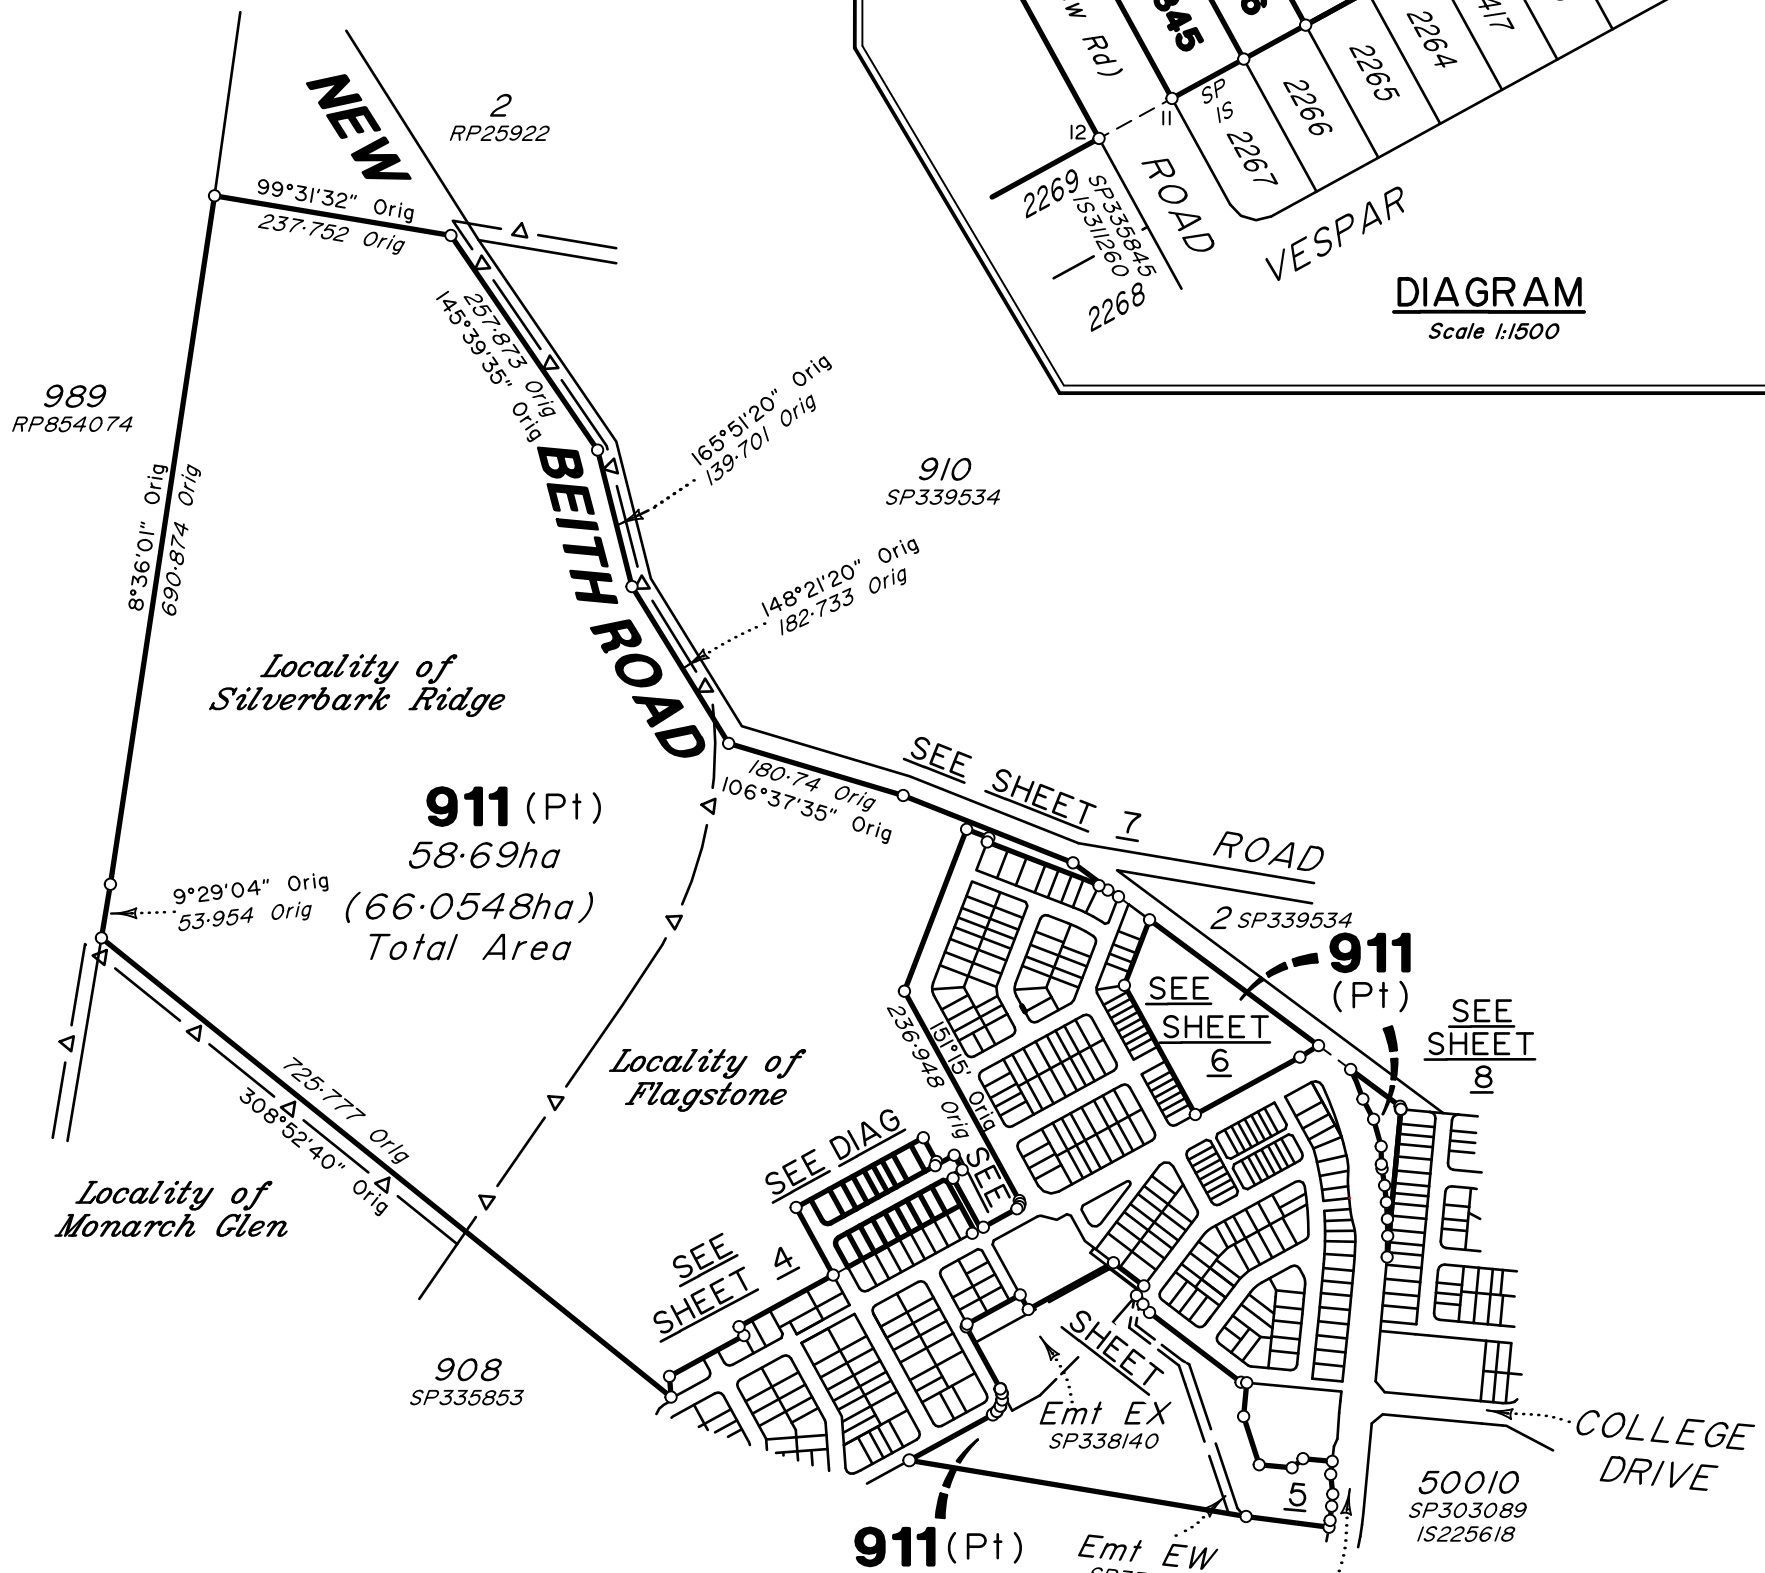 NEW
2
RP25922
99°31'32" Orig
237·752 Orig
257·873 Orig
145°39'35" Orig
165°51'20" Orig
139·701 Orig
989
RP854074
8°36'01" Orig
690·874 Orig
910
SP339534
BEITH ROAD
148°21'20" Orig
182·733 Orig
Locality of
Silverbark Ridge
180·74 Orig
106°37'35" Orig
SEE SHEET 7
ROAD
911 (Pt)
58·69ha
(66·0548ha)
Total Area
9°29'04" Orig
53·954 Orig
2 SP339534
911
(Pt)
SEE
SHEET
6
SEE
SHEET
8
236·948 Orig
151°15' Orig
Locality of
Flagstone
725·777 Orig
308°52'40" Orig
Locality of
Monarch Glen
SEE DIAG
SEE
SHEET
5
SEE
SHEET 4
908
SP335853
Emt EX
SP338140
911 (Pt)
Emt EW
COLLEGE
DRIVE
50010
SP303089
IS225618
Rd)
345
6
2264
417
2265
2266
SP
IS 2267
11
12
ROAD
2269
SP335845
IS311260
2268
VESPAR
DIAGRAM
Scale 1:1500